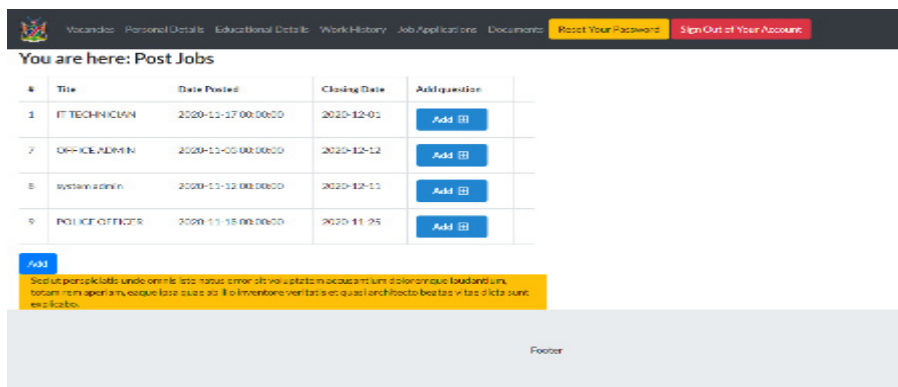 Vacancies Personal Details Educational Details Work History Job Applications Documents Reset Your Password Sign Out of Your Account
You are here: Post Jobs
# Title Date Posted Closing Date Add question
1 IT TECHNICIAN 2020-11-17 00:00:00 2020-12-01 Add
7 OFFICE ADMIN 2020-11-03 00:00:00 2020-12-12 Add
8 system admin 2020-11-12 00:00:00 2020-12-11 Add
9 POLICE OFFICER 2020-11-18 00:00:00 2020-11-25 Add
Add
Sed ut perspiciatis unde omnis iste natus error sit voluptatem accusantium doloremque laudantium,
totam rem aperiam, eaque ipsa quae ab illo inventore veritatis et quasi architecto beatae vitae dicta sunt
explicabo.
Footer